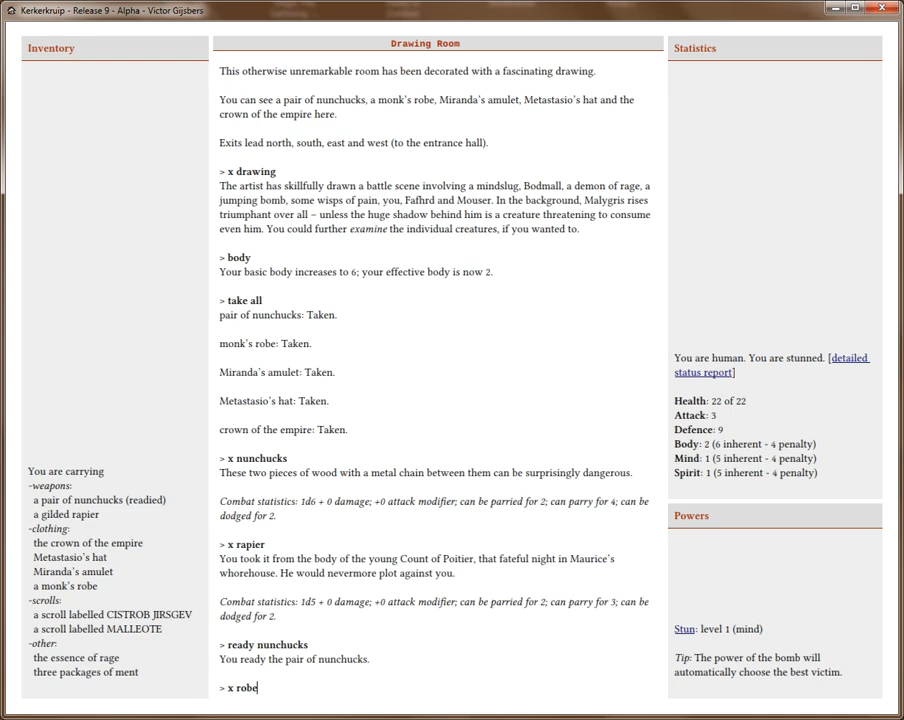 Kerkerkruip - Release 9 - Alpha - Victor Gijsbers
Inventory
You are carrying
-weapons:
a pair of nunchucks (readied)
a gilded rapier
-clothing:
the crown of the empire
Metastasio's hat
Miranda's amulet
a monk's robe
-scrolls:
a scroll labelled CISTROB JIRSGEV
a scroll labelled MALLEOTE
-other:
the essence of rage
three packages of ment
Drawing Room
This otherwise unremarkable room has been decorated with a fascinating drawing.
You can see a pair of nunchucks, a monk's robe, Miranda's amulet, Metastasio's hat and the
crown of the empire here.
Exits lead north, south, east and west (to the entrance hall).
> x drawing
The artist has skillfully drawn a battle scene involving a mindslug, Bodmall, a demon of rage, a
jumping bomb, some wisps of pain, you, Fafhrd and Mouser. In the background, Malygris rises
triumphant over all – unless the huge shadow behind him is a creature threatening to consume
even him. You could further examine the individual creatures, if you wanted to.
> body
Your basic body increases to 6; your effective body is now 2.
> take all
pair of nunchucks: Taken.
monk's robe: Taken.
Miranda's amulet: Taken.
Metastasio's hat: Taken.
crown of the empire: Taken.
> x nunchucks
These two pieces of wood with a metal chain between them can be surprisingly dangerous.
Combat statistics: 1d6 + 0 damage; +0 attack modifier; can be parried for 2; can parry for 4; can be
dodged for 2.
> x rapier
You took it from the body of the young Count of Poitier, that fateful night in Maurice's
whorehouse. He would nevermore plot against you.
Combat statistics: 1d5 + 0 damage; +0 attack modifier; can be parried for 2; can parry for 3; can be
dodged for 2.
> ready nunchucks
You ready the pair of nunchucks.
> x robe
Statistics
You are human. You are stunned. [detailed
status report]
Health: 22 of 22
Attack: 3
Defence: 9
Body: 2 (6 inherent - 4 penalty)
Mind: 1 (5 inherent - 4 penalty)
Spirit: 1 (5 inherent - 4 penalty)
Powers
Stun: level 1 (mind)
Tip: The power of the bomb will
automatically choose the best victim.